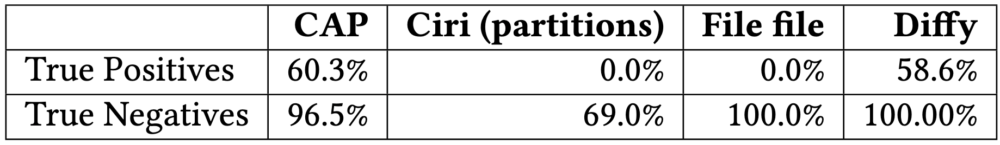 CAP Ciri (partitions) File file Diffy
True Positives 60.3% 0.0% 0.0% 58.6%
True Negatives 96.5% 69.0% 100.0% 100.00%